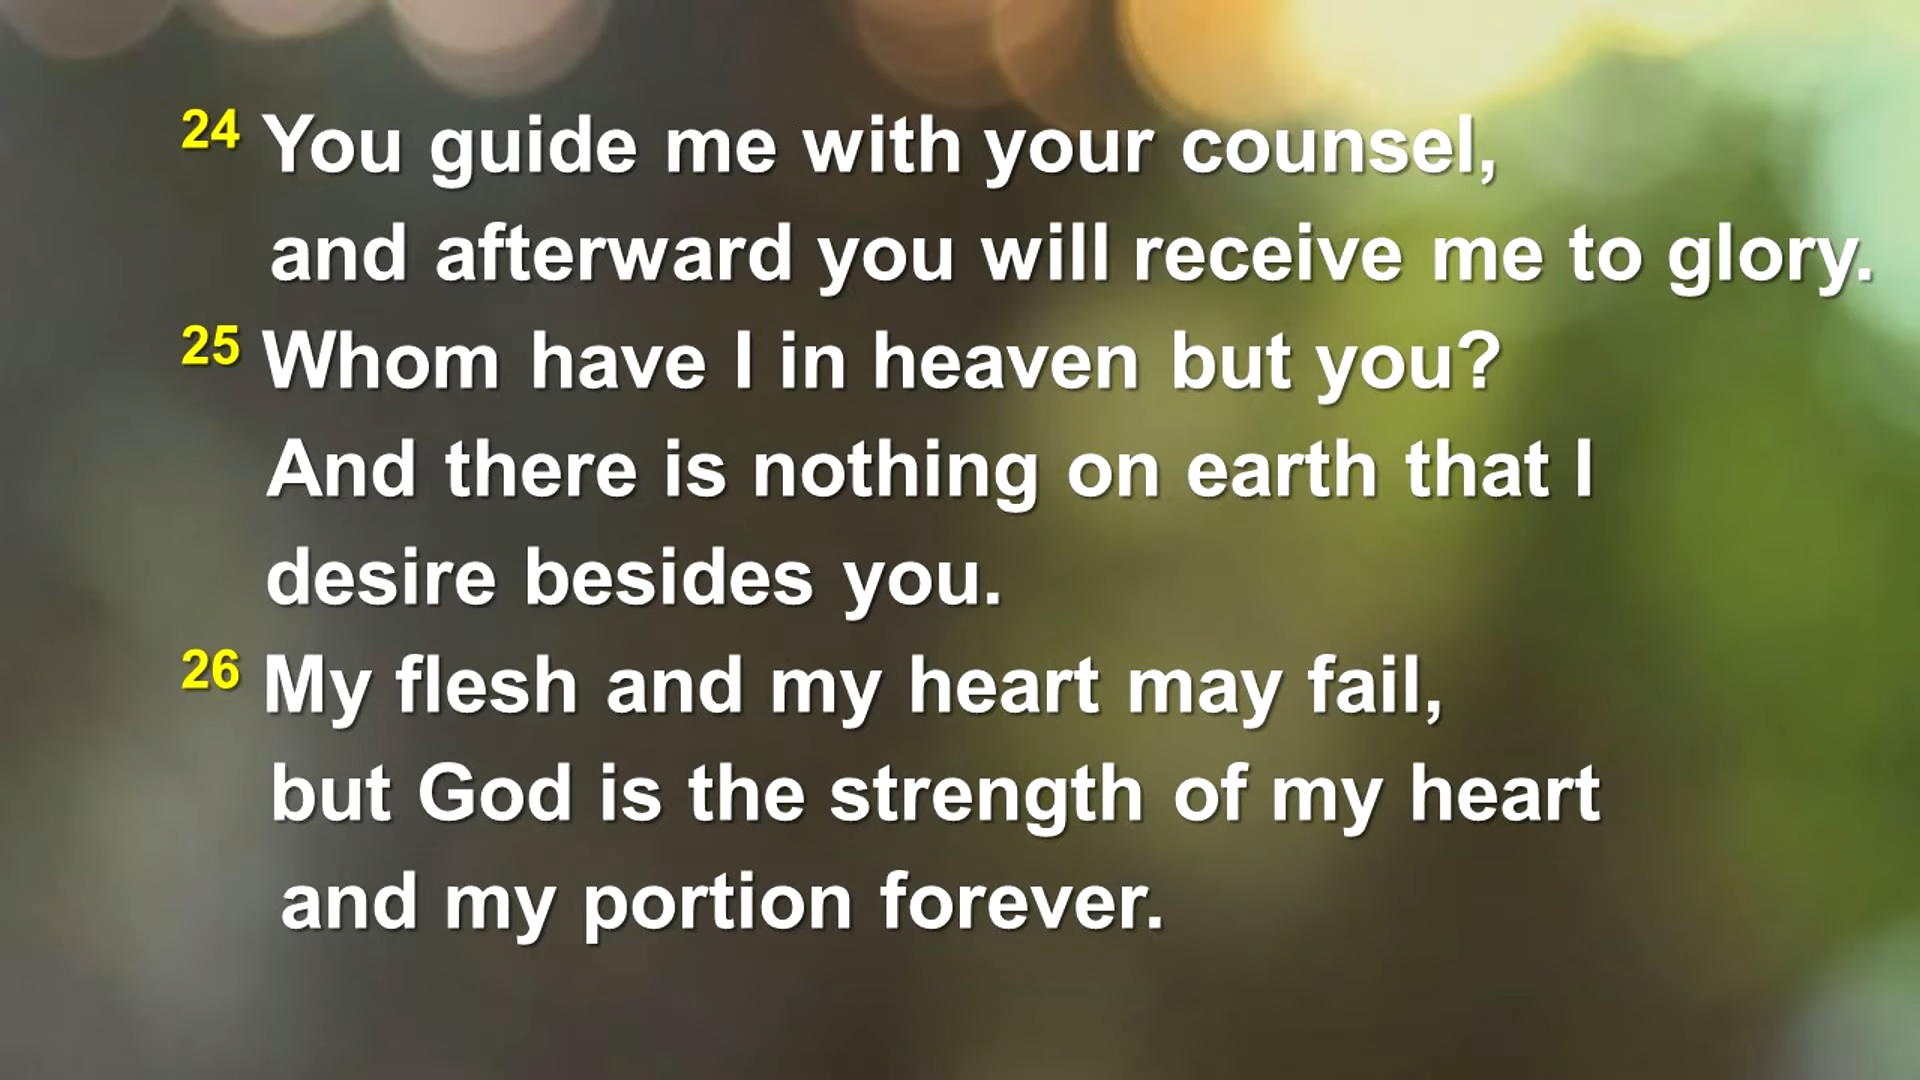 24 You guide me with your counsel,
and afterward you will receive me to glory.
25 Whom have I in heaven but you?
And there is nothing on earth that I
desire besides you.
26 My flesh and my heart may fail,
but God is the strength of my heart
and my portion forever.